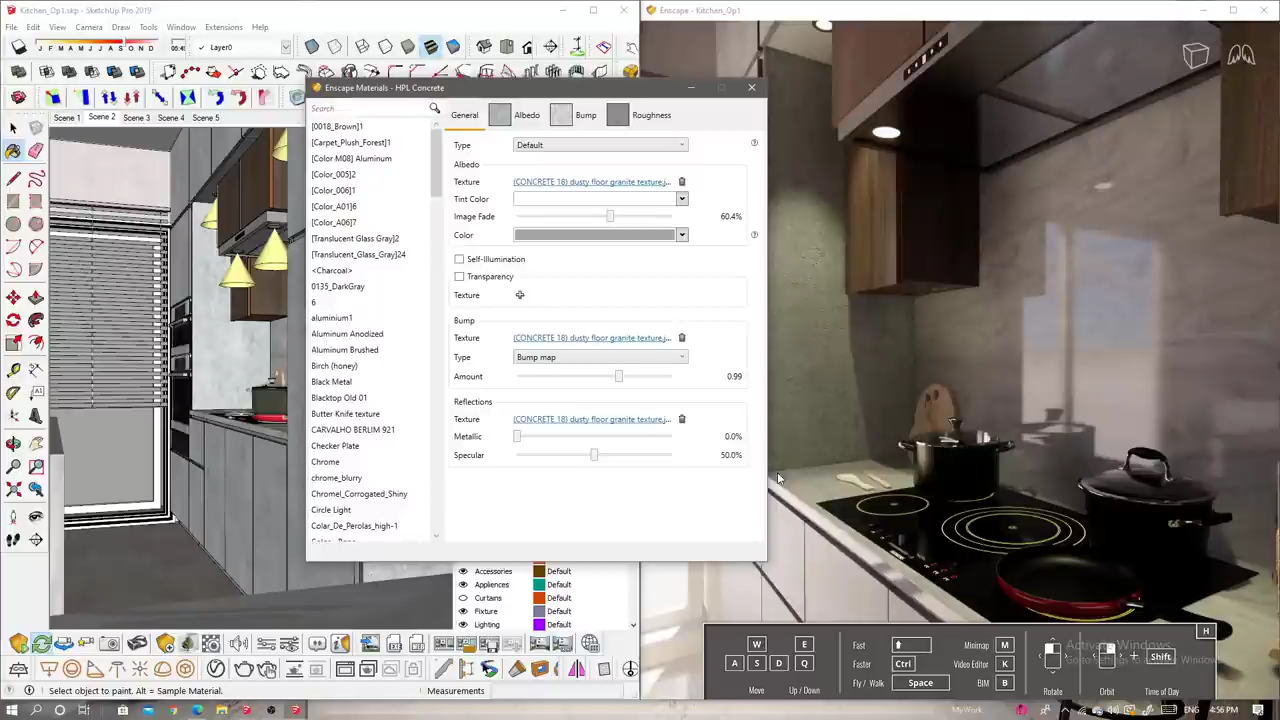 Kitchen_Op1.skp - SketchUp Pro 2019
File Edit View Camera Draw Tools Window Extensions Help
J F M A M J J A S O N D
Layer0
Scene 1 Scene 2 Scene 3 Scene 4 Scene 5
Enscape - Kitchen_Op1
Enscape Materials - HPL Concrete
Search
[0018_Brown]1
[Carpet_Plush_Forest]1
[Color M08] Aluminum
[Color_005]2
[Color_006]1
[Color_A01]6
[Color_A06]7
[Translucent Glass Gray]2
[Translucent_Glass_Gray]24
<Charcoal>
0135_DarkGray
6
aluminium1
Aluminum Anodized
Aluminum Brushed
Birch (honey)
Black Metal
Blacktop Old 01
Butter Knife texture
CARVALHO BERLIM 921
Checker Plate
Chrome
chrome_blurry
Chromel_Corrogated_Shiny
Circle Light
Colar_De_Perolas_high-1
General Albedo Bump Roughness
Type Default
Albedo
Texture (CONCRETE 18) dusty floor granite texture.j...
Tint Color
Image Fade 60.4%
Color
Self-Illumination
Transparency
Texture
Bump
Texture (CONCRETE 18) dusty floor granite texture.j...
Type Bump map
Amount 0.99
Reflections
Texture (CONCRETE 18) dusty floor granite texture.j...
Metallic 0.0%
Specular 50.0%
Accessories Default
Appliances Default
Curtains Default
Fixture Default
Lighting Default
Select object to paint. Alt = Sample Material.
Measurements
H
W E
A S D Q
Move Up / Down
Fast
Faster Ctrl
Fly / Walk Space
Minimap M
Video Editor K
BIM B
Rotate
Orbit
Shift
Time of Day
Activate Windows
MyWork
ENG 4:56 PM